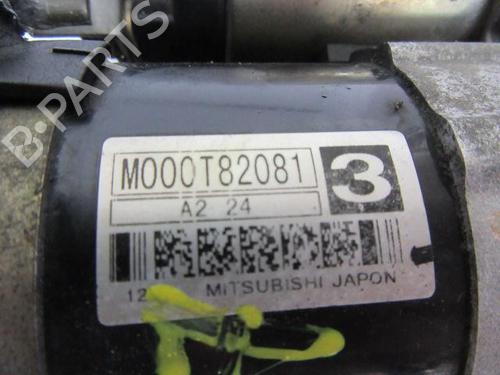 B-PARTS
M000T82081 3
A2 24
12 MITSUBISHI JAPON